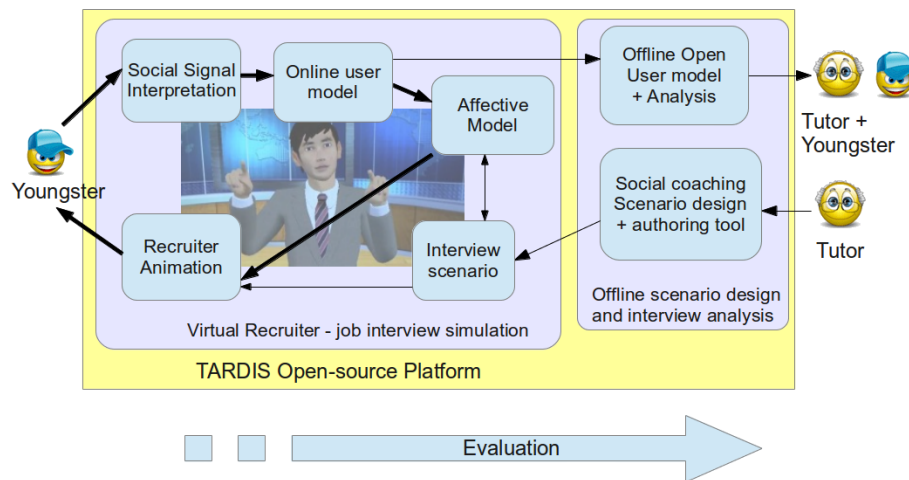 Social Signal
Interpretation
Online user
model
Affective
Model
Offline Open
User model
+ Analysis
Tutor +
Youngster
Youngster
Social coaching
Scenario design
+ authoring tool
Tutor
Recruiter
Animation
Interview
scenario
Offline scenario design
and interview analysis
Virtual Recruiter - job interview simulation
TARDIS Open-source Platform
Evaluation